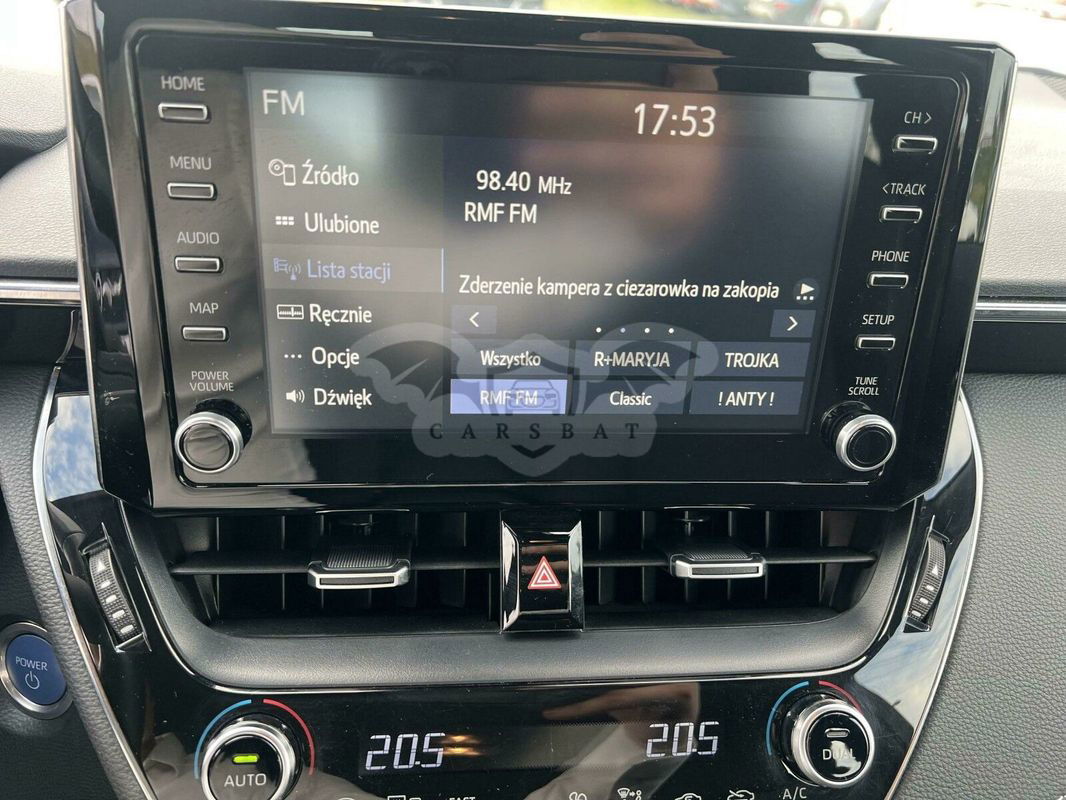 HOME
MENU
AUDIO
MAP
POWER
VOLUME
FM
17:53
Źródło
Ulubione
Lista stacji
Ręcznie
Opcje
Dźwięk
98.40 MHz
RMF FM
Zderzenie kampera z ciezarowka na zakopia
Wszystko
R+MARYJA
TROJKA
RMF FM
Classic
! ANTY !
CARSBAT
CH >
< TRACK
PHONE
SETUP
TUNE
SCROLL
POWER
20.5
20.5
AUTO
DUAL
A/C